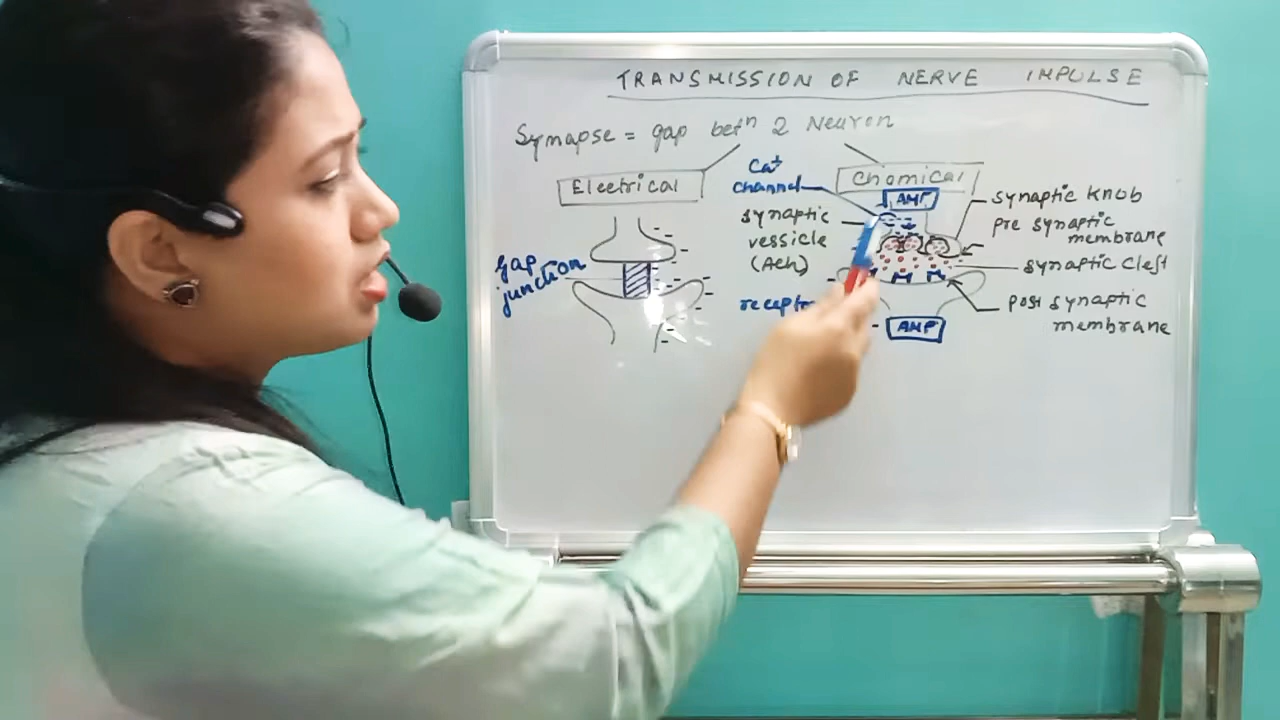 TRANSMISSION OF NERVE IMPULSE
Synapse = gap betn 2 Neuron
Electrical
Chemical
Ca+
channel
AMP
synaptic
vessicle
(Ach)
synaptic knob
pre synaptic
membrane
synaptic cleft
post synaptic
membrane
gap
junction
AMP